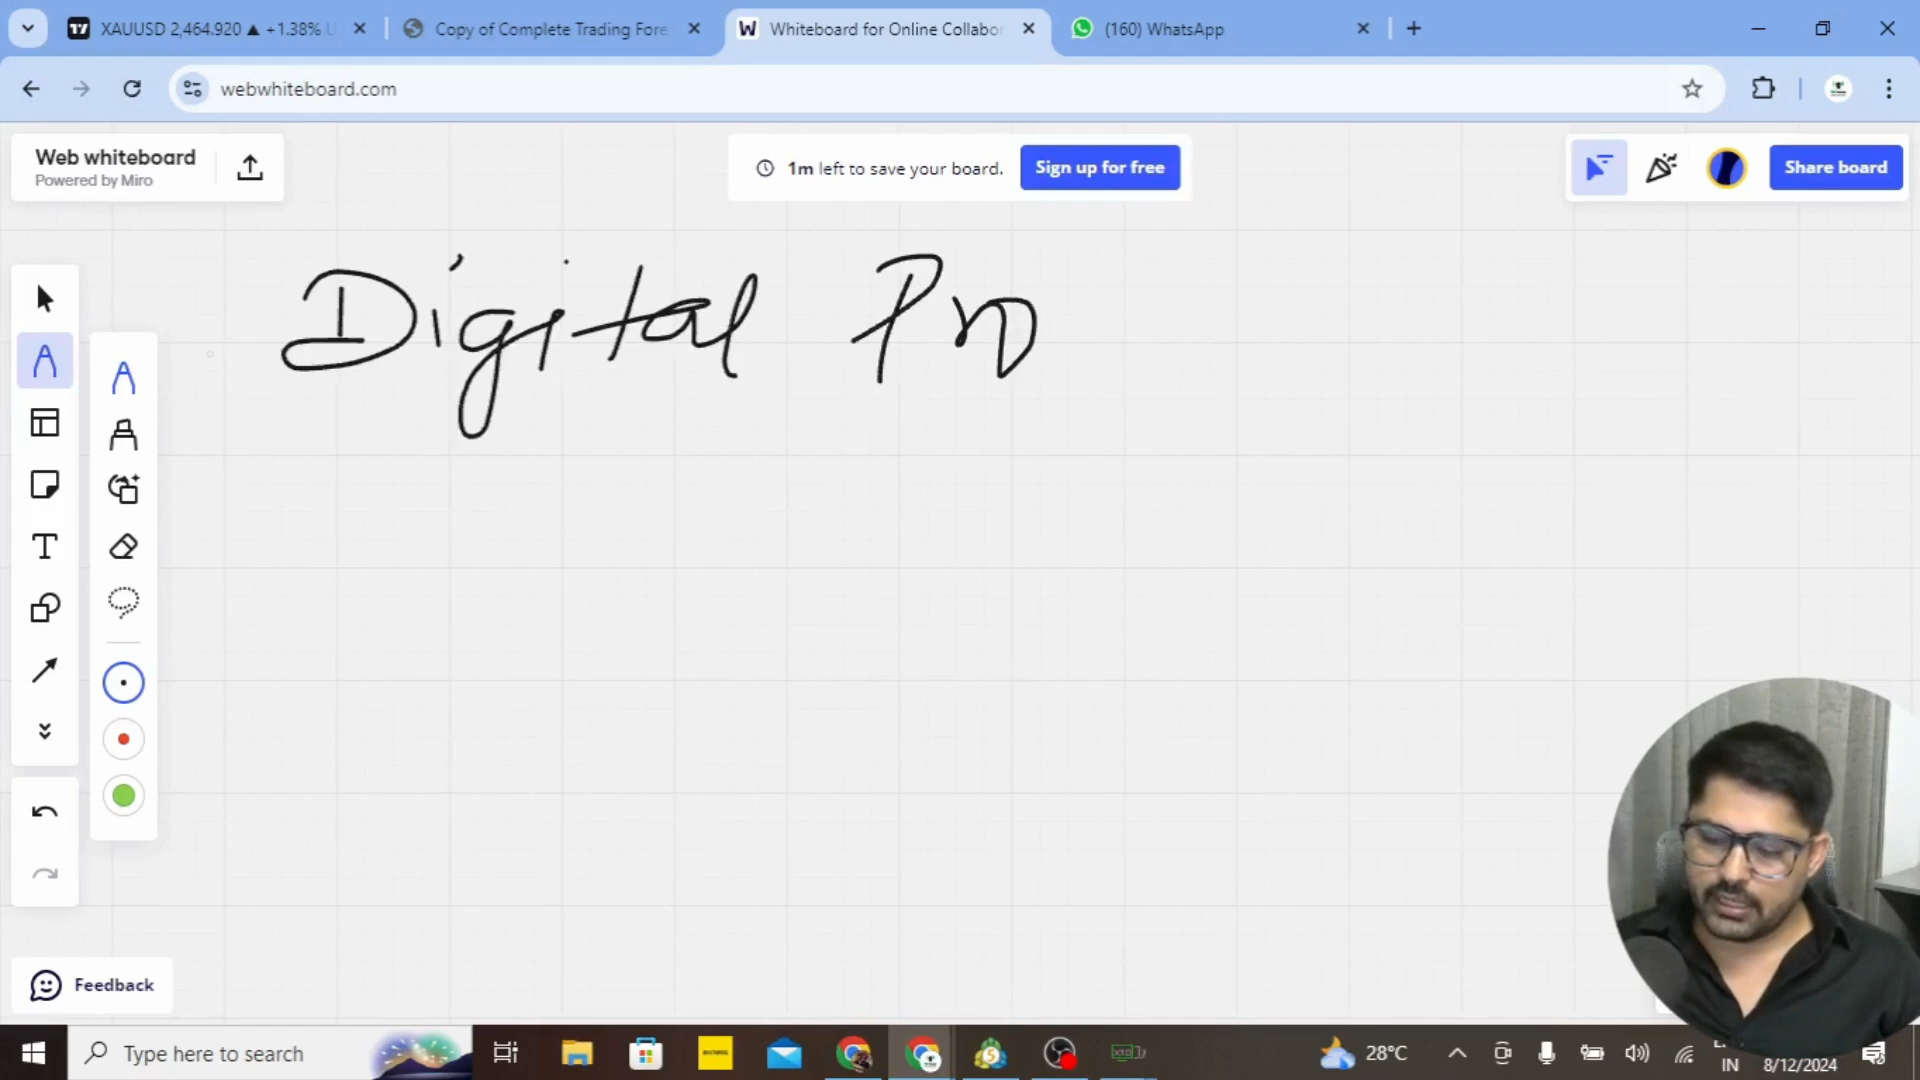 XAUUSD 2,464.920 ▲ +1.38% U
Copy of Complete Trading Fore
Whiteboard for Online Collabor
(160) WhatsApp
webwhiteboard.com
Web whiteboard
Powered by Miro
1m left to save your board.
Sign up for free
Share board
Digital Pro
T
Feedback
Type here to search
28°C
IN
8/12/2024